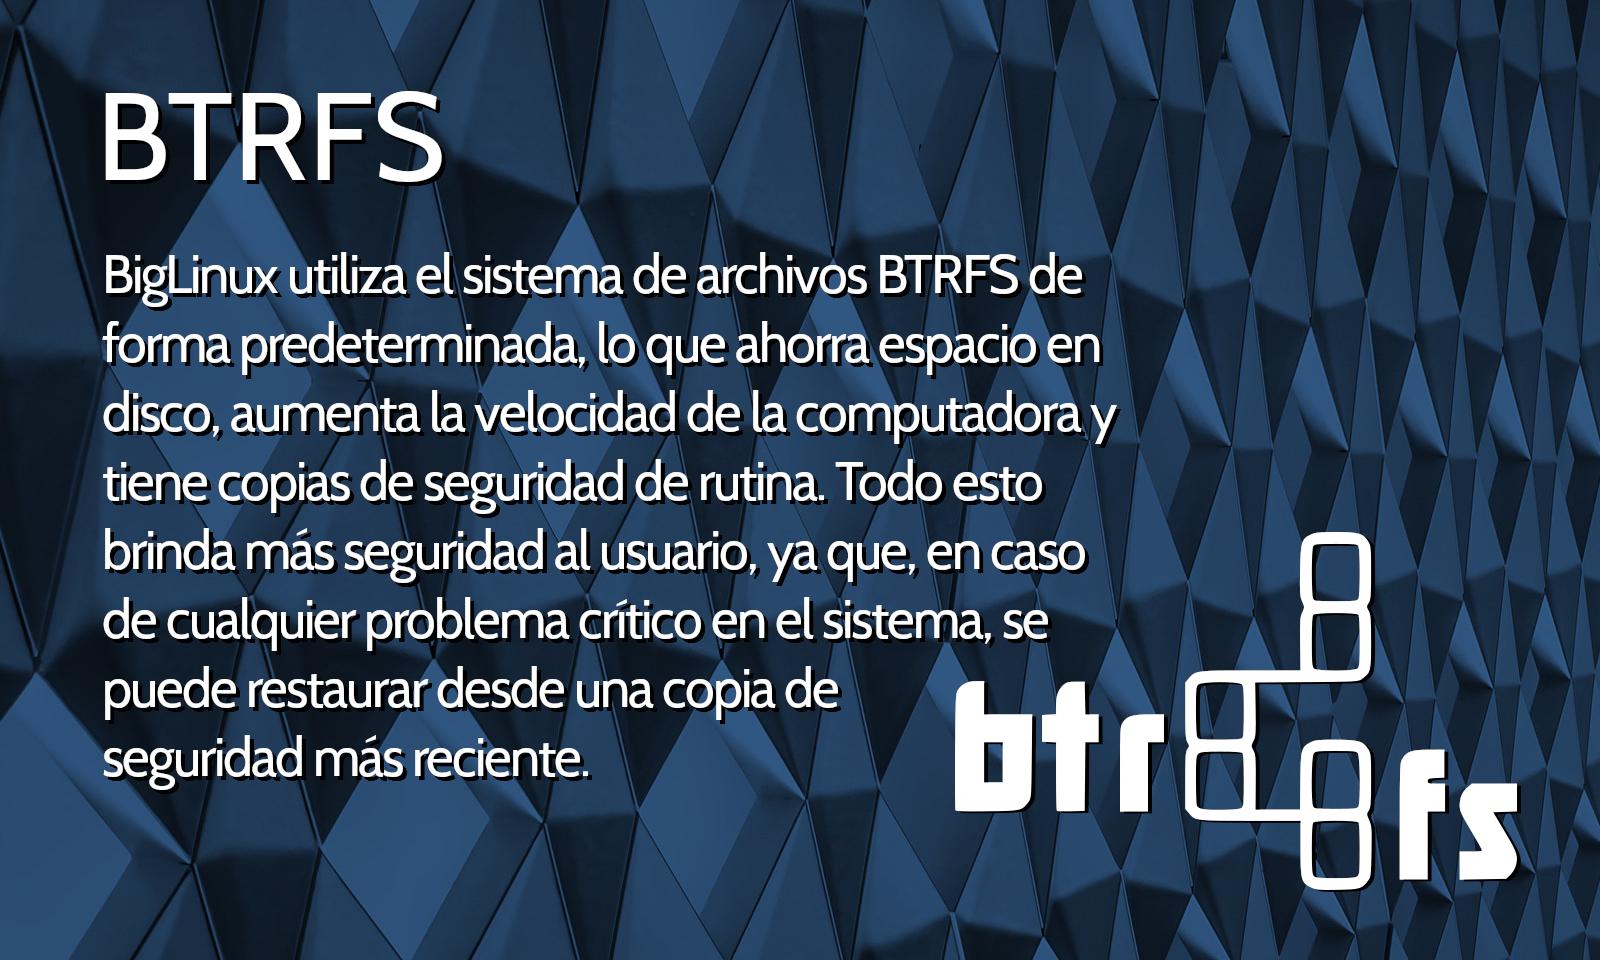 BTRFS
BigLinux utiliza el sistema de archivos BTRFS de
forma predeterminada, lo que ahorra espacio en
disco, aumenta la velocidad de la computadora y
tiene copias de seguridad de rutina. Todo esto
brinda más seguridad al usuario, ya que, en caso
de cualquier problema crítico en el sistema, se
puede restaurar desde una copia de
seguridad más reciente.
btr
fs